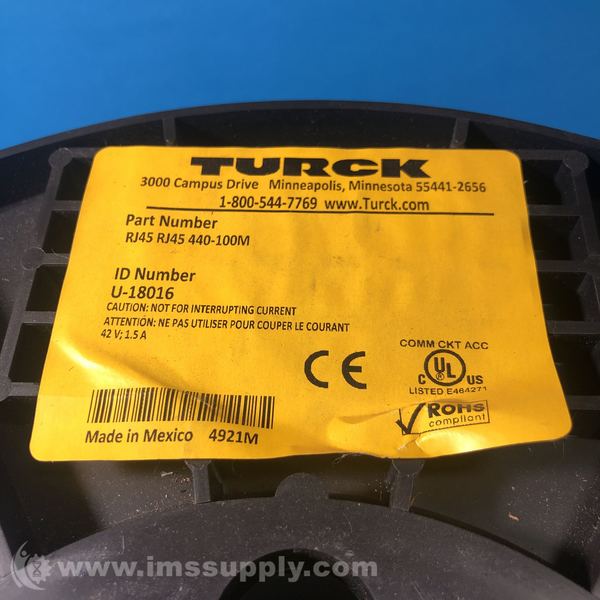 TURCK
3000 Campus Drive Minneapolis, Minnesota 55441-2656
1-800-544-7769 www.Turck.com
Part Number
RJ45 RJ45 440-100M
ID Number
U-18016
CAUTION: NOT FOR INTERRUPTING CURRENT
ATTENTION: NE PAS UTILISER POUR COUPER LE COURANT
42 V; 1.5 A
CE
COMM CKT ACC
C UL US
LISTED E464271
RoHS
compliant
Made in Mexico 4921M
www.imssupply.com